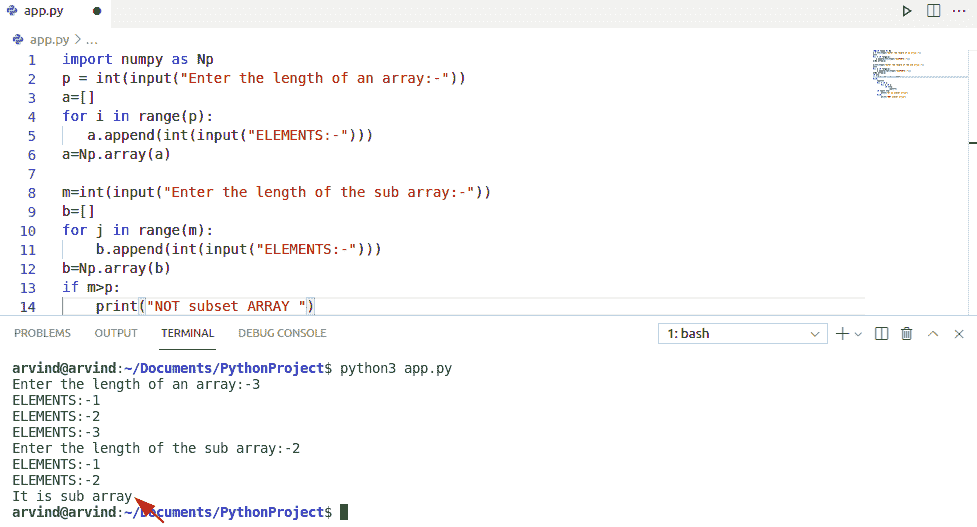 app.py
app.py > ...
1 import numpy as Np
2 p = int(input("Enter the length of an array:-"))
3 a=[]
4 for i in range(p):
5 a.append(int(input("ELEMENTS:-")))
6 a=Np.array(a)
7
8 m=int(input("Enter the length of the sub array:-"))
9 b=[]
10 for j in range(m):
11 b.append(int(input("ELEMENTS:-")))
12 b=Np.array(b)
13 if m>p:
14 print("NOT subset ARRAY ")
PROBLEMS OUTPUT TERMINAL DEBUG CONSOLE 1: bash
arvind@arvind:~/Documents/PythonProject$ python3 app.py
Enter the length of an array:-3
ELEMENTS:-1
ELEMENTS:-2
ELEMENTS:-3
Enter the length of the sub array:-2
ELEMENTS:-1
ELEMENTS:-2
It is sub array
arvind@arvind:~/Documents/PythonProject$